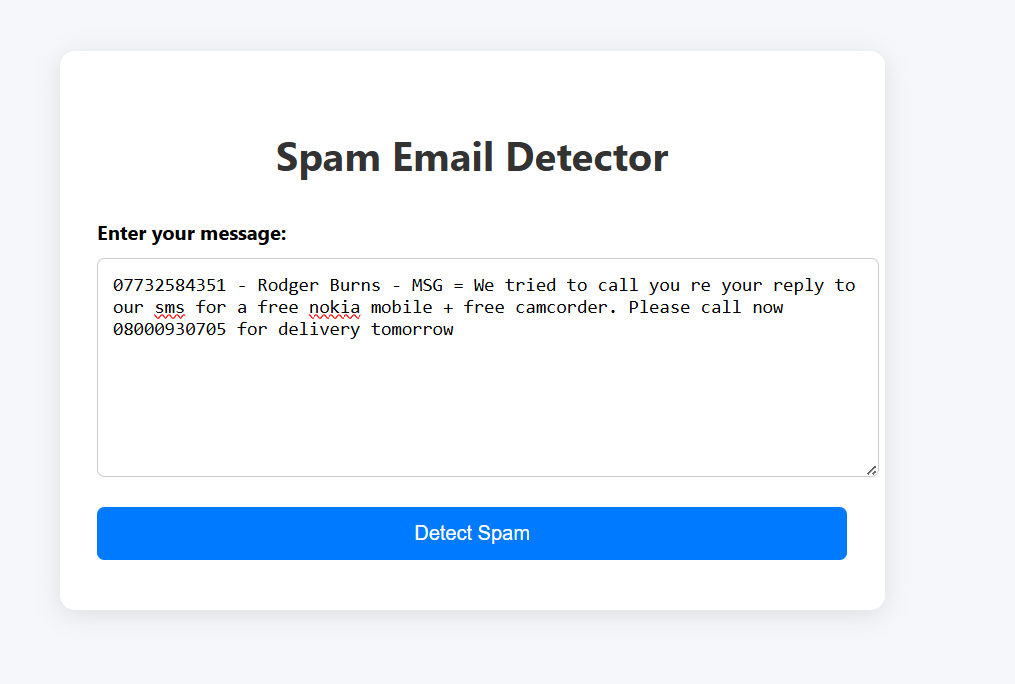 Spam Email Detector
Enter your message:
07732584351 - Rodger Burns - MSG = We tried to call you re your reply to
our sms for a free nokia mobile + free camcorder. Please call now
08000930705 for delivery tomorrow
Detect Spam